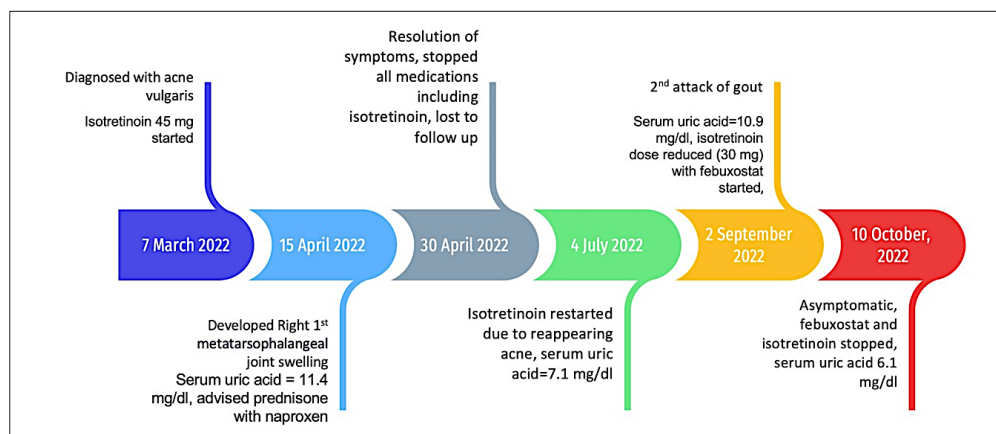 Diagnosed with acne
vulgaris
Isotretinoin 45 mg
started
7 March 2022
15 April 2022
Developed Right 1st
metatarsophalangeal
joint swelling
Serum uric acid = 11.4
mg/dl, advised prednisone
with naproxen
Resolution of
symptoms, stopped
all medications
including
isotretinoin, lost to
follow up
30 April 2022
4 July 2022
Isotretinoin restarted
due to reappearing
acne, serum uric
acid=7.1 mg/dl
2nd attack of gout
Serum uric acid=10.9
mg/dl, isotretinoin
dose reduced (30 mg)
with febuxostat
started,
2 September
2022
10 October,
2022
Asymptomatic,
febuxostat and
isotretinoin stopped,
serum uric acid 6.1
mg/dl